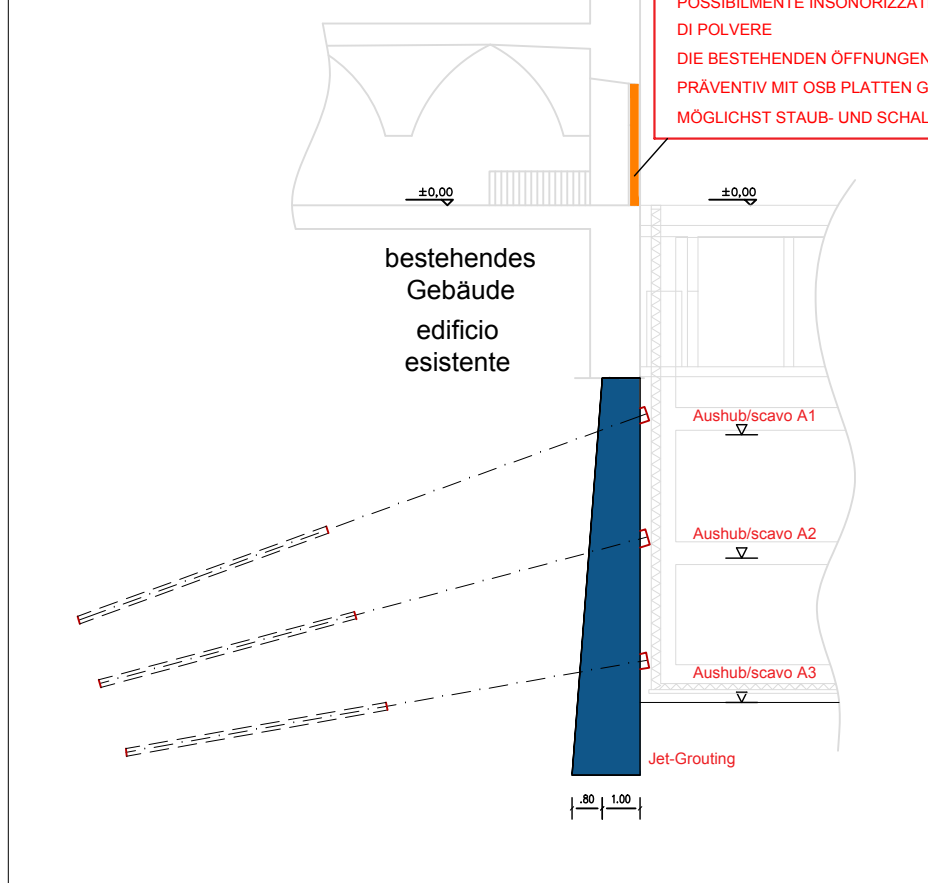 POSSIBILMENTE INSONORIZZAT
DI POLVERE
DIE BESTEHENDEN ÖFFNUNGEN
PRÄVENTIV MIT OSB PLATTEN G
MÖGLICHST STAUB- UND SCHAL
±0,00
±0,00
bestehendes
Gebäude
edificio
esistente
Aushub/scavo A1
Aushub/scavo A2
Aushub/scavo A3
Jet-Grouting
.80 1.00